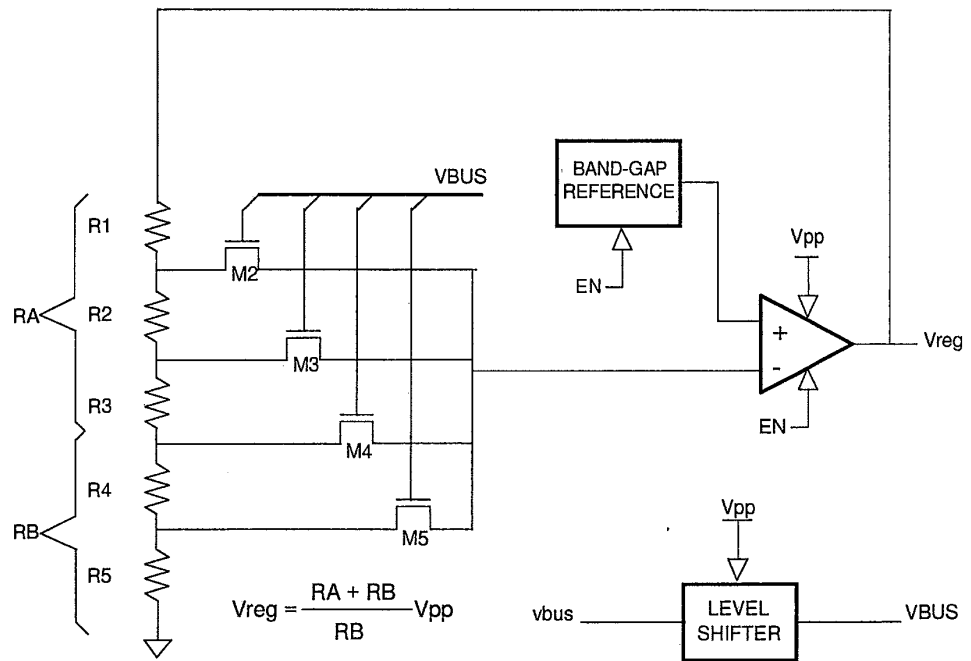 VBUS
BAND-GAP
REFERENCE
Vpp
EN
R1
M2
RA
R2
+
-
Vreg
M3
R3
EN
M4
R4
RB
M5
Vpp
R5
Vreg = RA + RB / RB Vpp
vbus
LEVEL
SHIFTER
VBUS